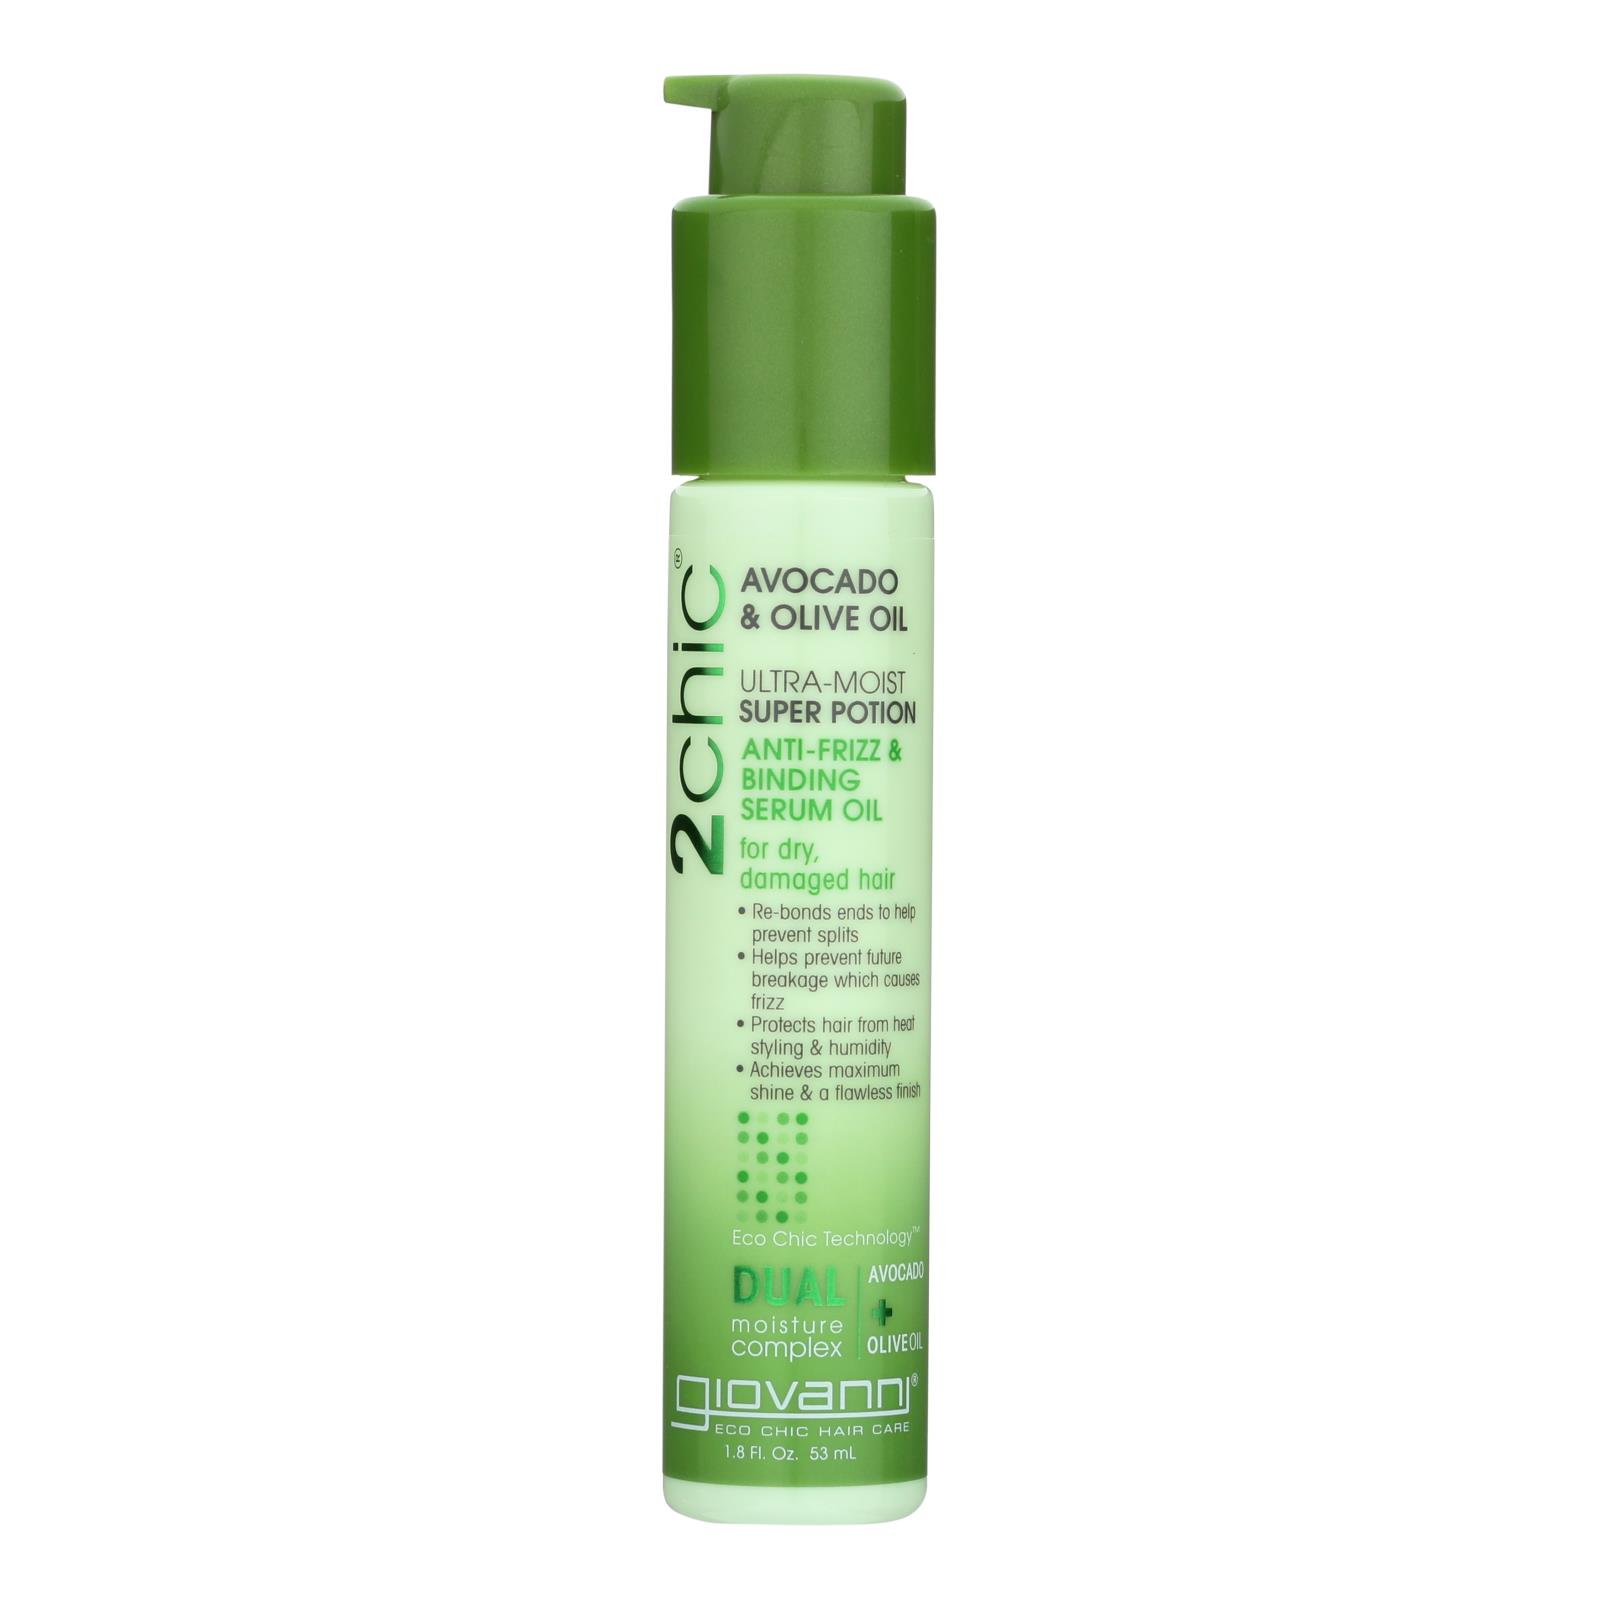 2chic®
AVOCADO
& OLIVE OIL
ULTRA-MOIST
SUPER POTION
ANTI-FRIZZ &
BINDING
SERUM OIL
for dry,
damaged hair
• Re-bonds ends to help
prevent splits
• Helps prevent future
breakage which causes
frizz
• Protects hair from heat
styling & humidity
• Achieves maximum
shine & a flawless finish
Eco Chic Technology™
DUAL
moisture
complex
AVOCADO
+
OLIVE OIL
giovanni®
ECO CHIC HAIR CARE
1.8 Fl. Oz. 53 mL